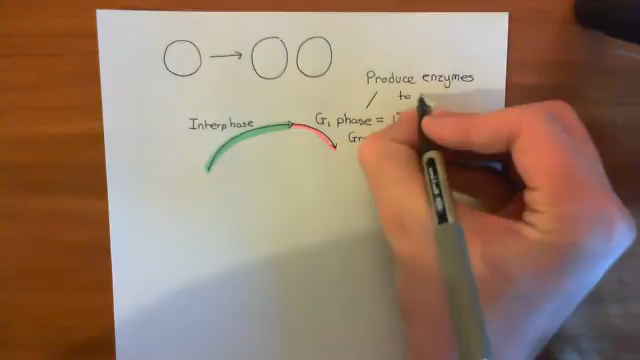 Produce enzymes
to
Interphase
G₁ phase =